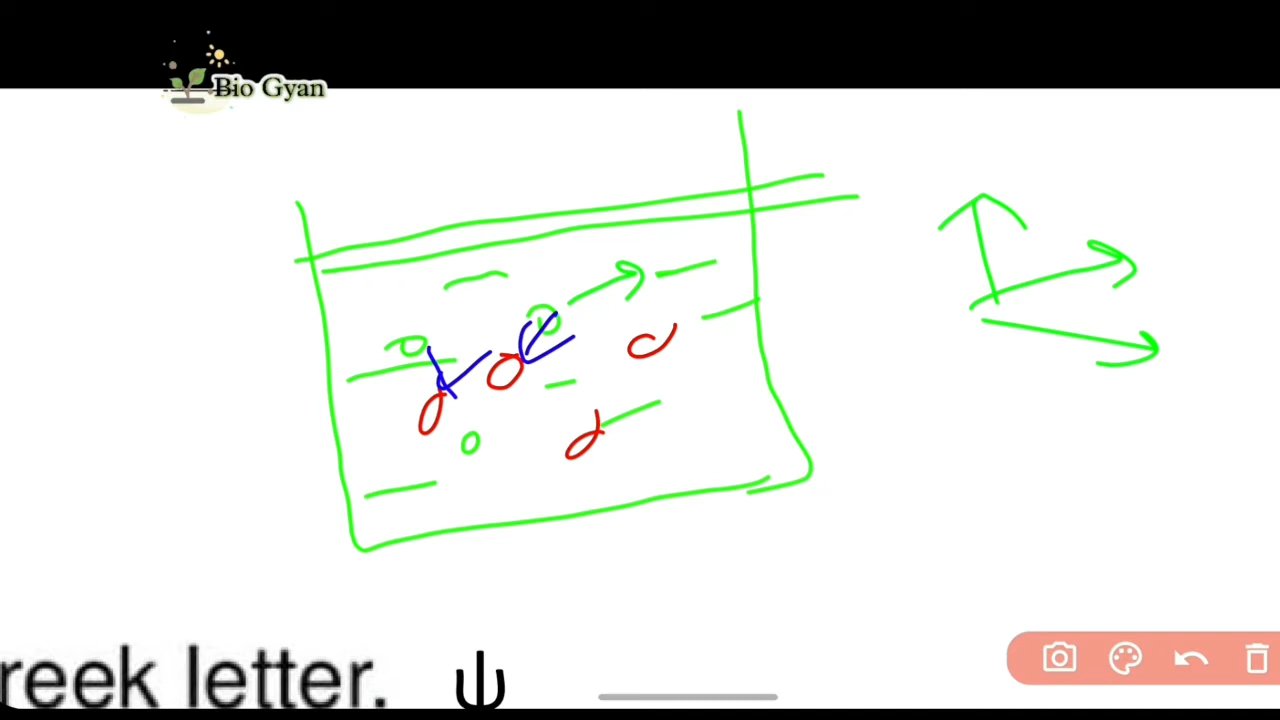 Bio Gyan
reek letter. ψ